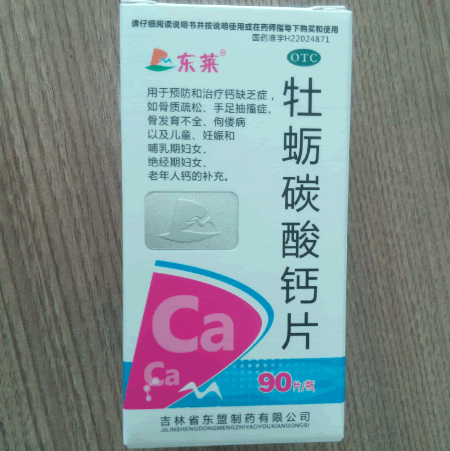 请仔细阅读说明书并按说明使用或在药师指导下购买和使用
国药准字H22024871
东莱®
OTC
用于预防和治疗钙缺乏症，
如骨质疏松、手足抽搐症、
骨发育不全、佝偻病
以及儿童、妊娠和
哺乳期妇女、
绝经期妇女、
老年人钙的补充。
牡蛎碳酸钙片
Ca
Ca
90片/瓶
吉林省东盟制药有限公司
JILINSHENGDONGMENGZHIYAOYOUXIANGONGSI